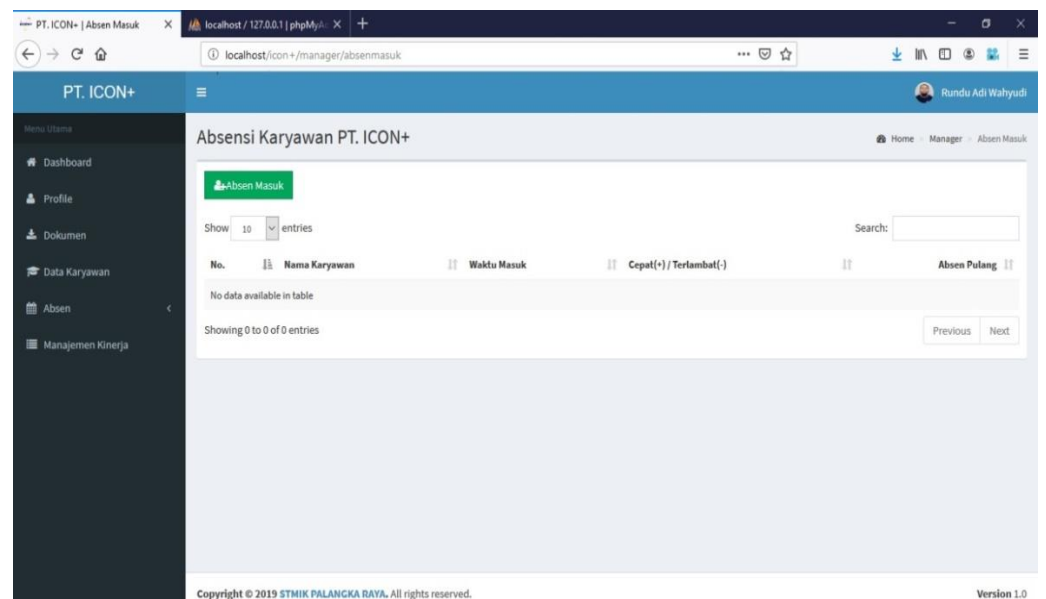 PT. ICON+ | Absen Masuk
localhost / 127.0.0.1 | phpMyA
localhost/icon+/manager/absenmasuk
PT. ICON+
Rundu Adi Wahyudi
Menu Utama
Absensi Karyawan PT. ICON+
Home > Manager > Absen Masuk
Dashboard
Profile
Dokumen
Data Karyawan
Absen
Manajemen Kinerja
Absen Masuk
Show 10 entries
Search:
No. Nama Karyawan Waktu Masuk Cepat(+) / Terlambat(-) Absen Pulang
No data available in table
Showing 0 to 0 of 0 entries
Previous Next
Copyright © 2019 STMIK PALANGKA RAYA. All rights reserved.
Version 1.0